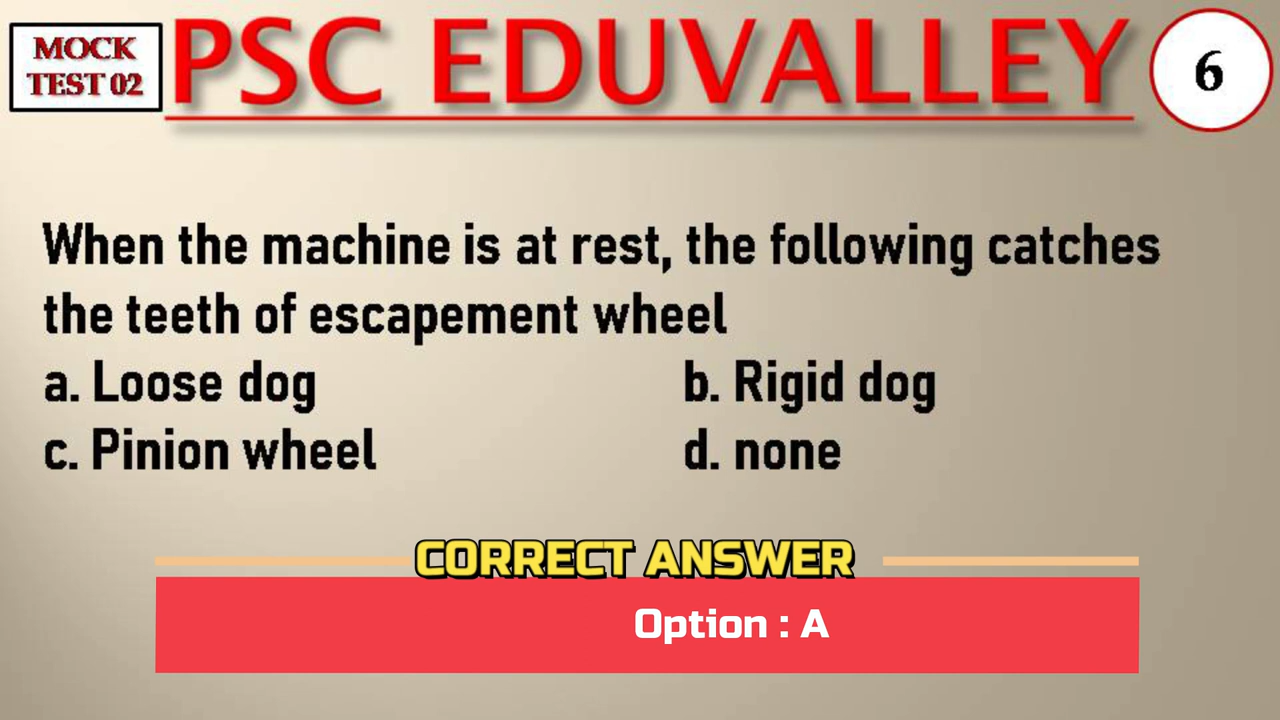 MOCK
TEST 02
PSC EDUVALLEY
6
When the machine is at rest, the following catches
the teeth of escapement wheel
a. Loose dog b. Rigid dog
c. Pinion wheel d. none
CORRECT ANSWER
Option : A